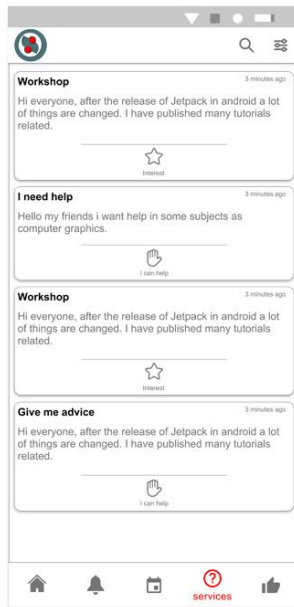 Workshop
3 minutes ago
Hi everyone, after the release of Jetpack in android a lot
of things are changed. I have published many tutorials
related.
Interest
I need help
3 minutes ago
Hello my friends i want help in some subjects as
computer graphics.
I can help
Workshop
3 minutes ago
Hi everyone, after the release of Jetpack in android a lot
of things are changed. I have published many tutorials
related.
Interest
Give me advice
3 minutes ago
Hi everyone, after the release of Jetpack in android a lot
of things are changed. I have published many tutorials
related.
I can help
services